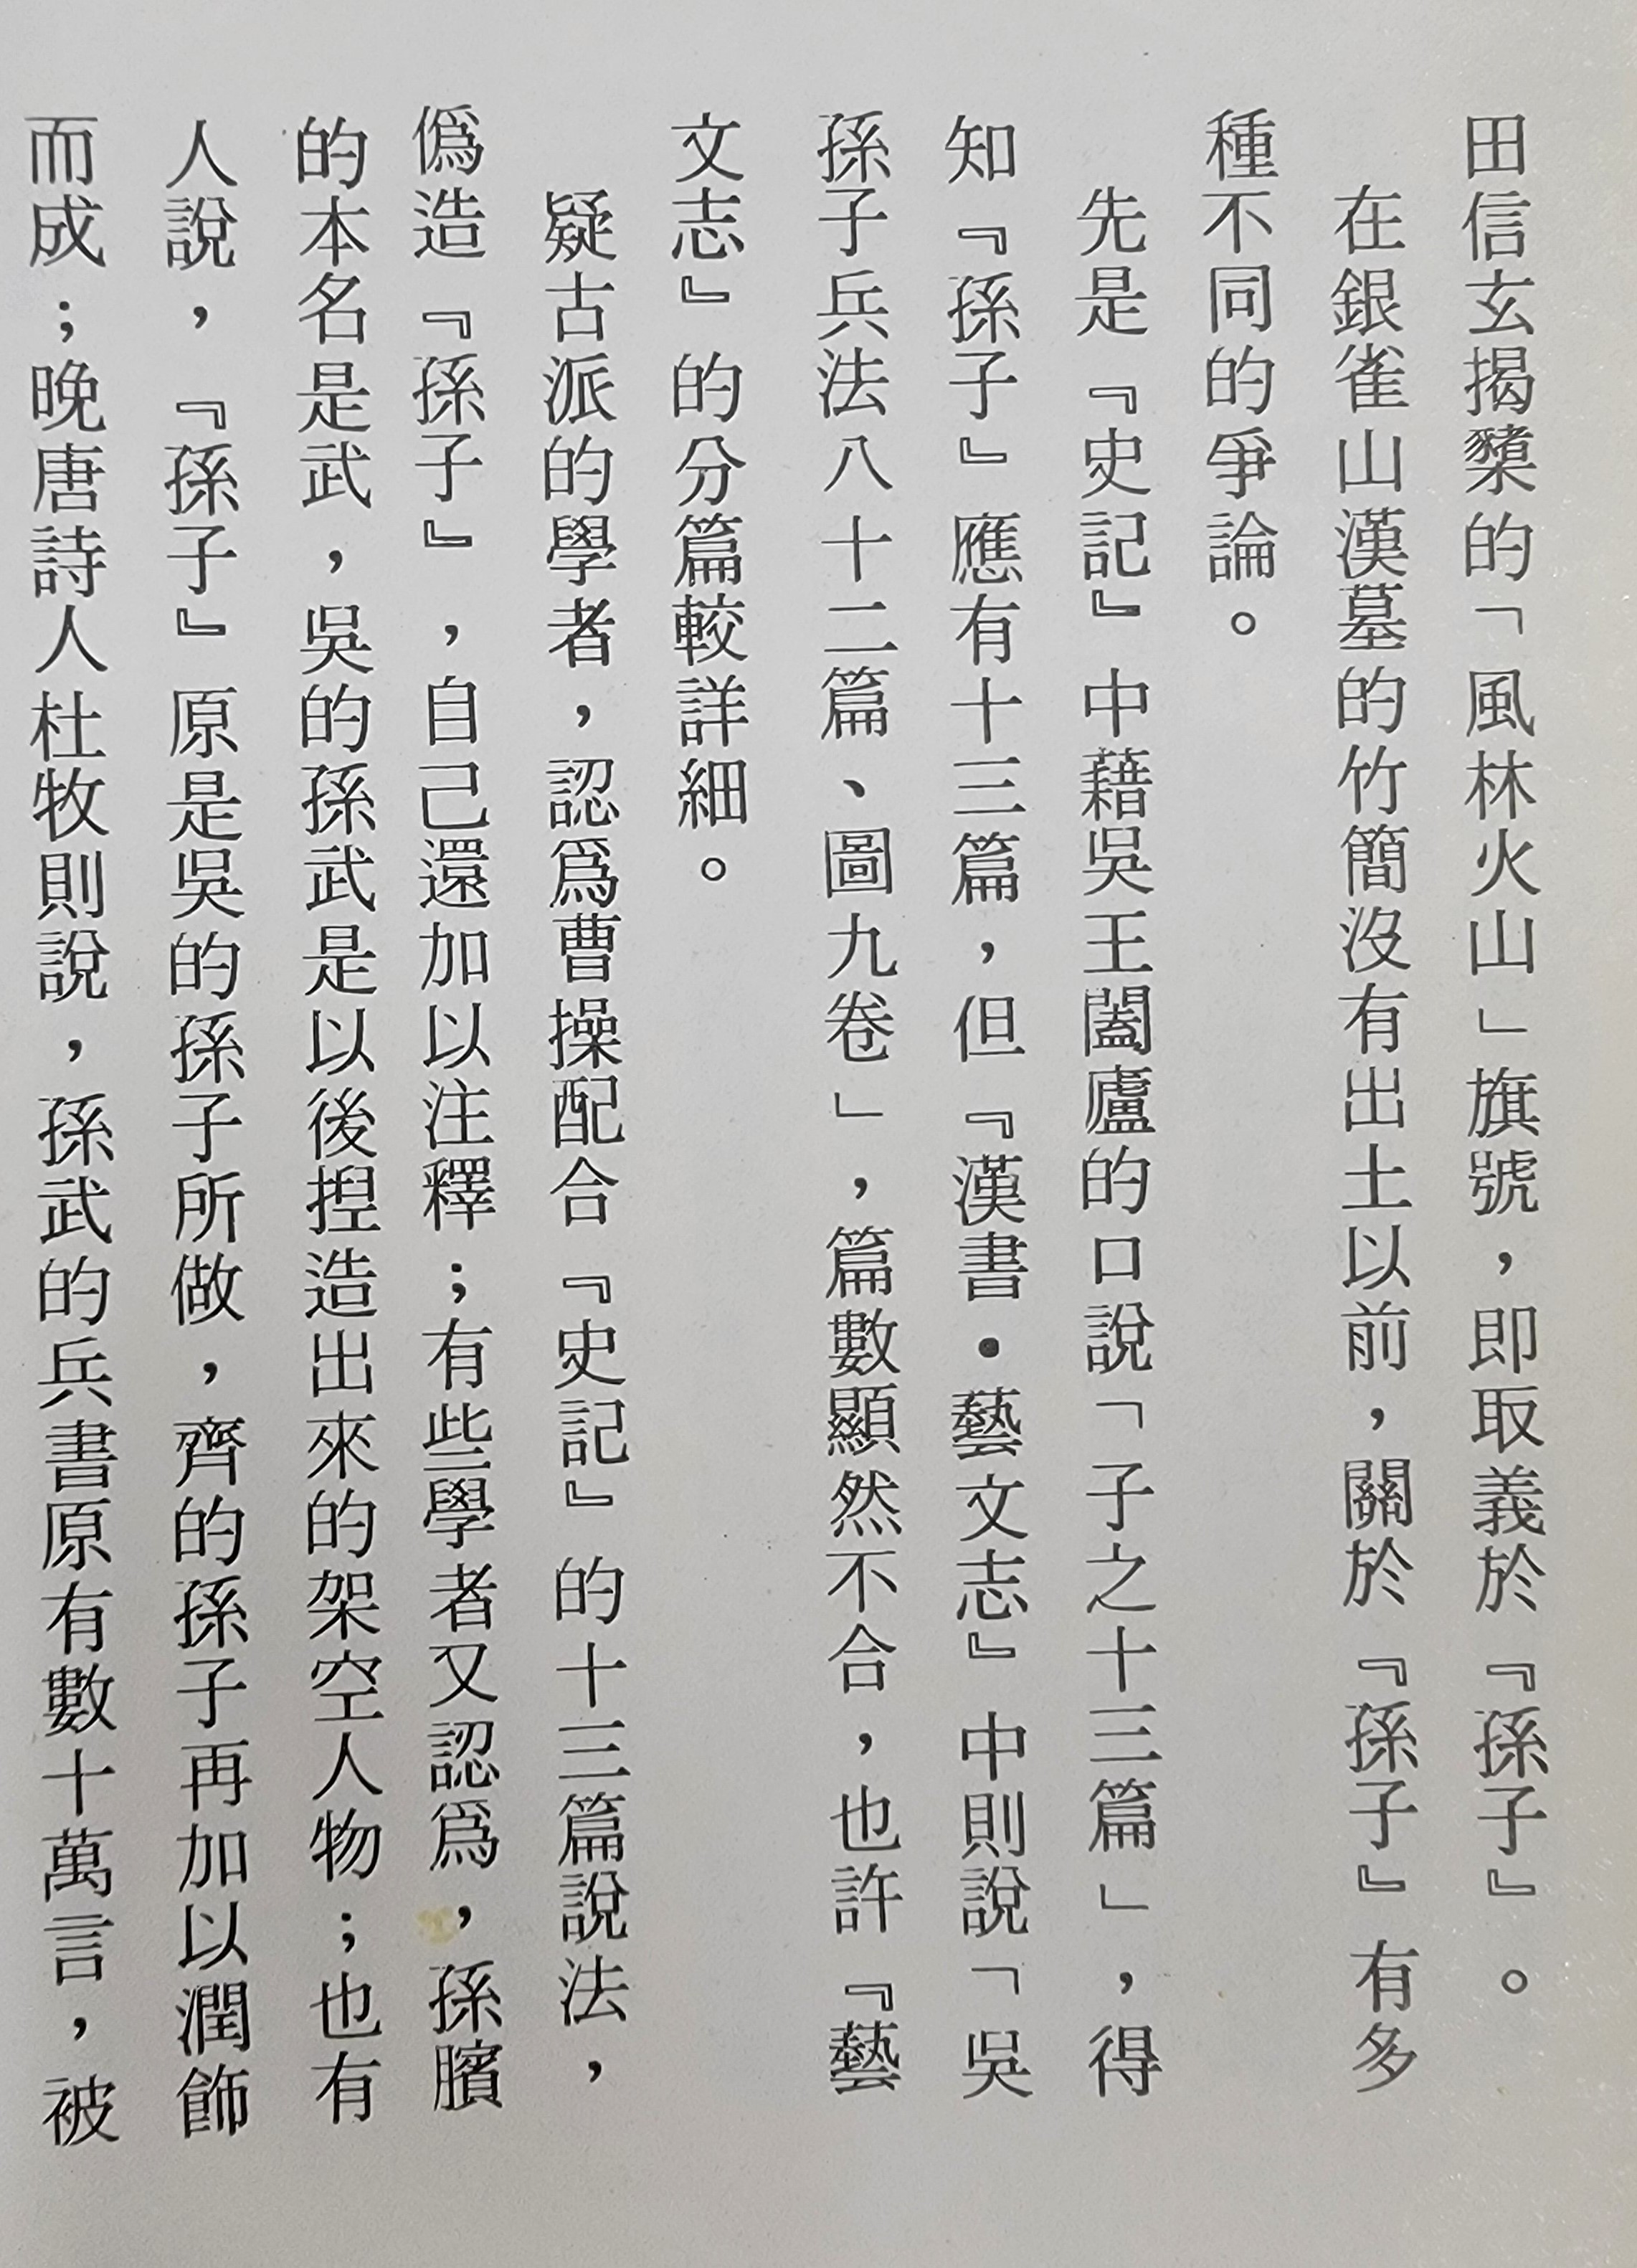 田信玄揭櫫的「風林火山」旗號，即取義於『孫子』。
在銀雀山漢墓的竹簡沒有出土以前，關於『孫子』有多
種不同的爭論。
先是『史記』中藉吳王闔廬的口說「子之十三篇」，得
知『孫子』應有十三篇，但『漢書•藝文志』中則說「吳
孫子兵法八十二篇、圖九卷」，篇數顯然不合，也許『藝
文志』的分篇較詳細。
疑古派的學者，認爲曹操配合『史記』的十三篇說法，
僞造『孫子』，自己還加以注釋；有些學者又認爲，孫臏
的本名是武，吳的孫武是以後揑造出來的架空人物；也有
人說，『孫子』原是吳的孫子所做，齊的孫子再加以潤飾
而成；晚唐詩人杜牧則說，孫武的兵書原有數十萬言，被